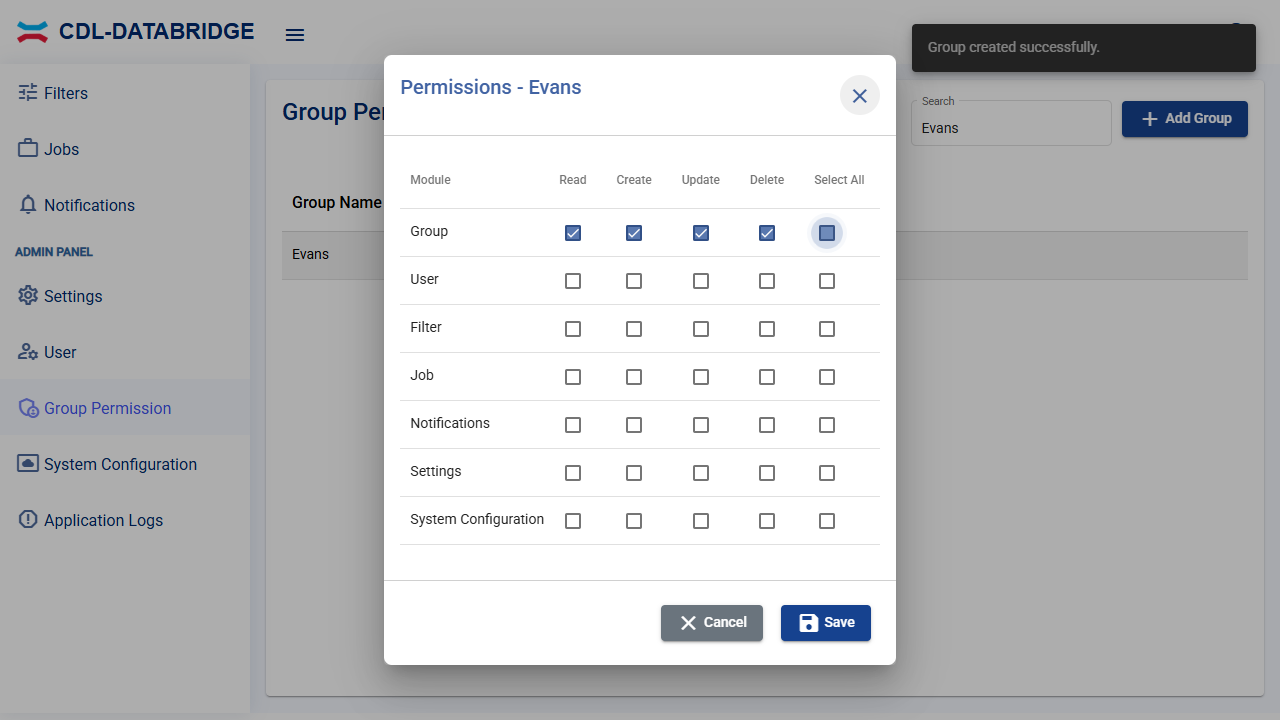 CDL-DATABRIDGE
Group created successfully.
Filters
Jobs
Notifications
ADMIN PANEL
Settings
User
Group Permission
System Configuration
Application Logs
Group Per
Search
Evans
Add Group
Group Name
Evans
Permissions - Evans
Module Read Create Update Delete Select All
Group
User
Filter
Job
Notifications
Settings
System Configuration
Cancel Save